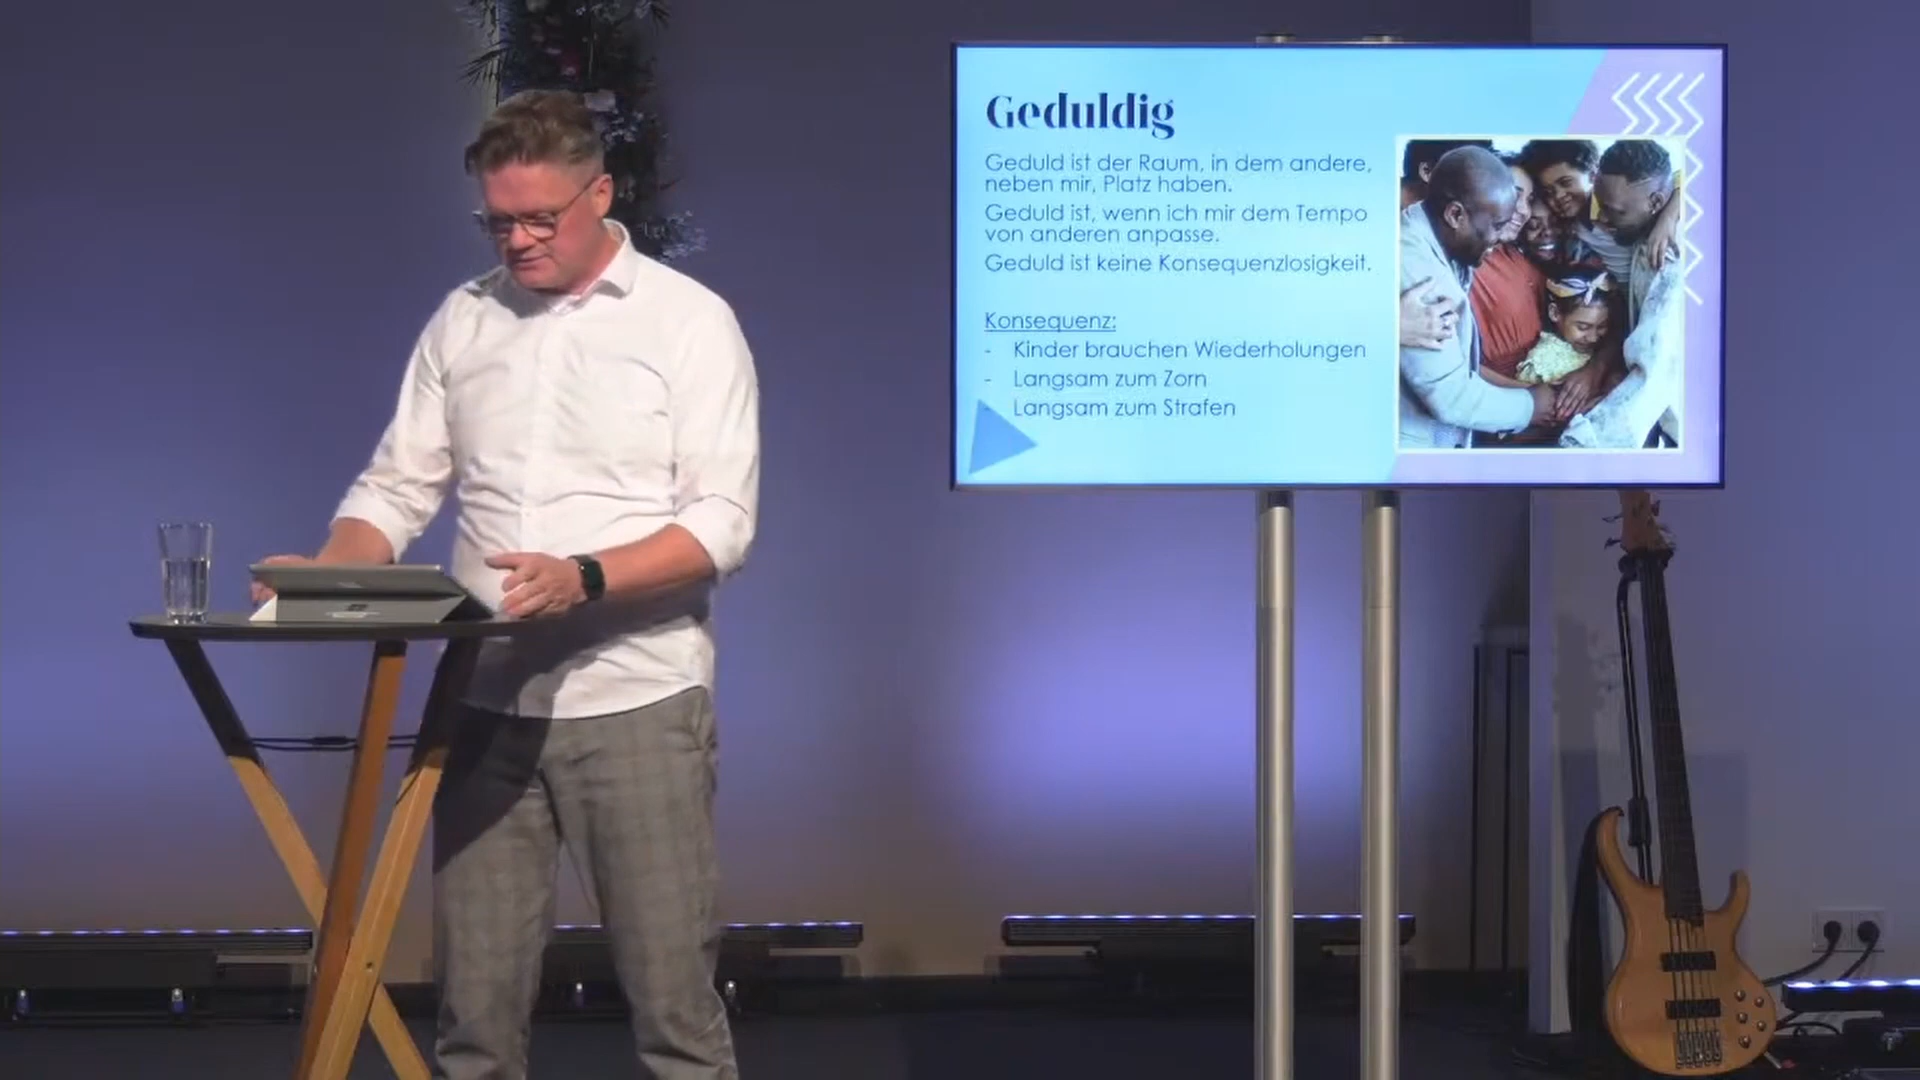 Geduldig
Geduld ist der Raum, in dem andere,
neben mir, Platz haben.
Geduld ist, wenn ich mir dem Tempo
von anderen anpasse.
Geduld ist keine Konsequenzlosigkeit.
Konsequenz:
- Kinder brauchen Wiederholungen
- Langsam zum Zorn
- Langsam zum Strafen